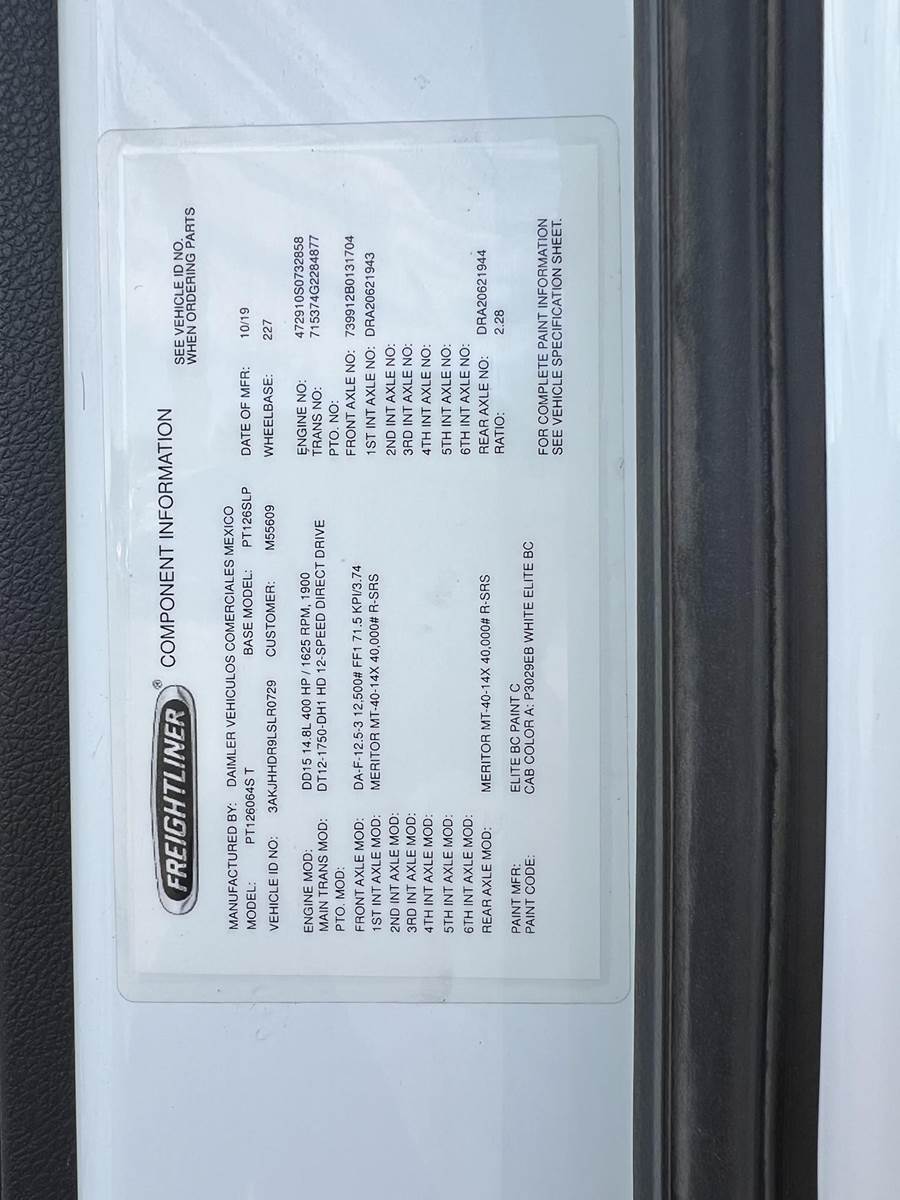 FREIGHTLINER ® COMPONENT INFORMATION
SEE VEHICLE ID NO.
WHEN ORDERING PARTS
MANUFACTURED BY: DAIMLER VEHICULOS COMERCIALES MEXICO
MODEL: PT126064S T BASE MODEL: PT126SLP DATE OF MFR: 10/19
VEHICLE ID NO: 3AKJHHDR9LSLR0729 CUSTOMER: M55609 WHEELBASE: 227
ENGINE MOD: DD15 14.8L 400 HP / 1625 RPM, 1900 ENGINE NO: 472910S0732858
MAIN TRANS MOD: DT12-1750-DH1 HD 12-SPEED DIRECT DRIVE TRANS NO: 715374G2284877
PTO. MOD: PTO. NO:
FRONT AXLE MOD: DA-F-12.5-3 12,500# FF1 71.5 KPI/3.74 FRONT AXLE NO: 739912B0131704
1ST INT AXLE MOD: MERITOR MT-40-14X 40,000# R-SRS 1ST INT AXLE NO: DRA20621943
2ND INT AXLE MOD: 2ND INT AXLE NO:
3RD INT AXLE MOD: 3RD INT AXLE NO:
4TH INT AXLE MOD: 4TH INT AXLE NO:
5TH INT AXLE MOD: 5TH INT AXLE NO:
6TH INT AXLE MOD: 6TH INT AXLE NO:
REAR AXLE MOD: MERITOR MT-40-14X 40,000# R-SRS REAR AXLE NO: DRA20621944
RATIO: 2.28
PAINT MFR: ELITE BC PAINT C
PAINT CODE: CAB COLOR A: P3029EB WHITE ELITE BC
FOR COMPLETE PAINT INFORMATION
SEE VEHICLE SPECIFICATION SHEET.